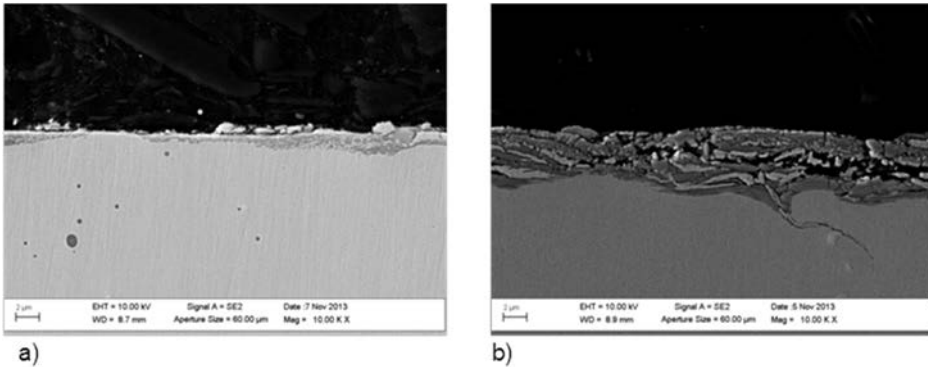 2 µm
EHT = 10.00 kV Signal A = SE2 Date :7 Nov 2013
WD = 8.7 mm Aperture Size = 60.00 µm Mag = 10.00 K X
a)
2 µm
EHT = 10.00 kV Signal A = SE2 Date :5 Nov 2013
WD = 8.9 mm Aperture Size = 60.00 µm Mag = 10.00 K X
b)